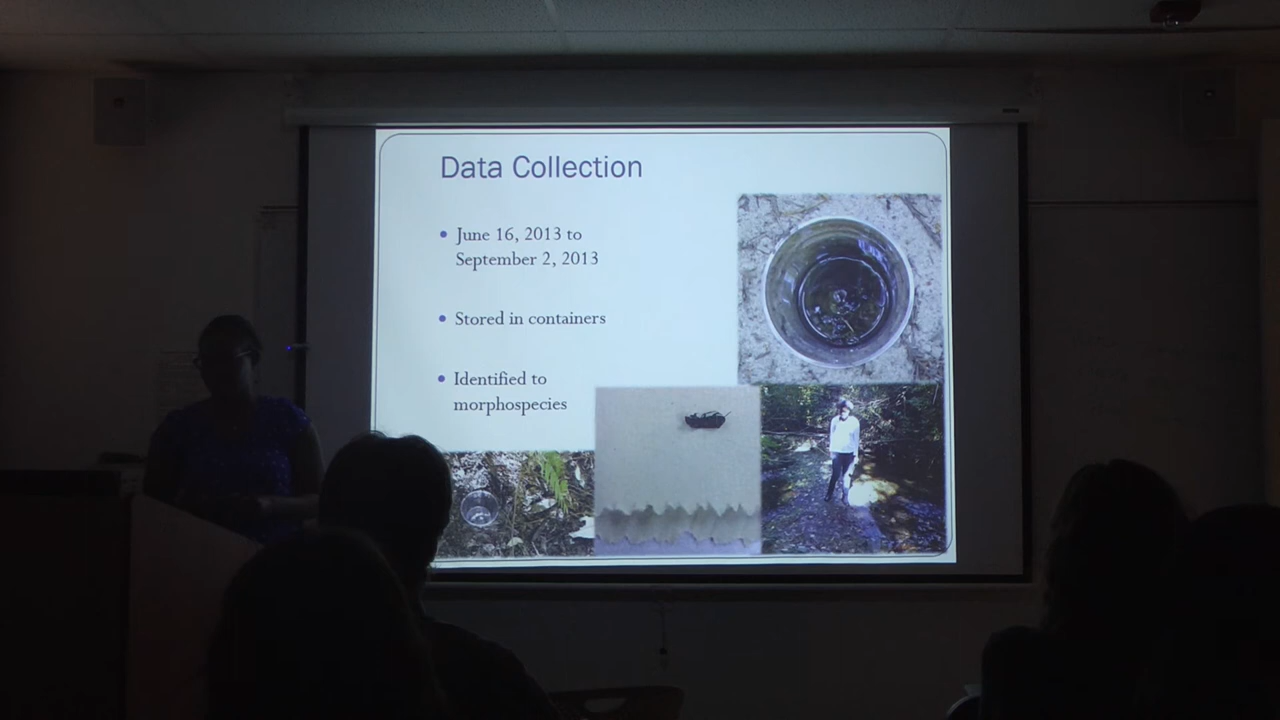 Data Collection
• June 16, 2013 to
September 2, 2013
• Stored in containers
• Identified to
morphospecies